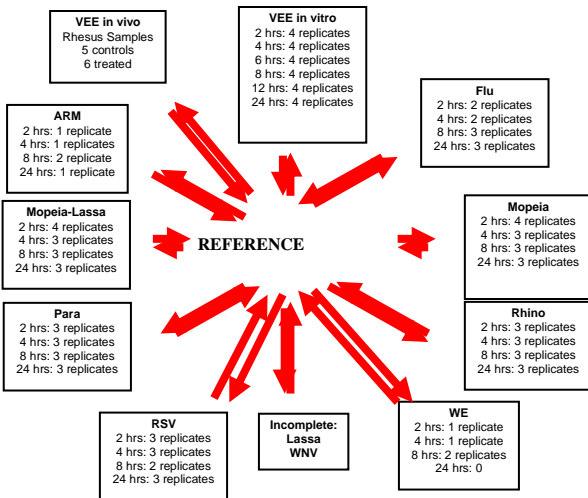 VEE in vivo
Rhesus Samples
5 controls
6 treated
VEE in vitro
2 hrs: 4 replicates
4 hrs: 4 replicates
6 hrs: 4 replicates
8 hrs: 4 replicates
12 hrs: 4 replicates
24 hrs: 4 replicates
Flu
2 hrs: 2 replicates
4 hrs: 2 replicates
8 hrs: 3 replicates
24 hrs: 3 replicates
ARM
2 hrs: 1 replicate
4 hrs: 1 replicates
8 hrs: 2 replicate
24 hrs: 1 replicate
Mopeia-Lassa
2 hrs: 4 replicates
4 hrs: 3 replicates
8 hrs: 3 replicates
24 hrs: 3 replicates
REFERENCE
Mopeia
2 hrs: 4 replicates
4 hrs: 3 replicates
8 hrs: 3 replicates
24 hrs: 3 replicates
Para
2 hrs: 3 replicates
4 hrs: 3 replicates
8 hrs: 3 replicates
24 hrs: 3 replicates
Rhino
2 hrs: 3 replicates
4 hrs: 3 replicates
8 hrs: 3 replicates
24 hrs: 3 replicates
RSV
2 hrs: 3 replicates
4 hrs: 3 replicates
8 hrs: 2 replicates
24 hrs: 3 replicates
Incomplete:
Lassa
WNV
WE
2 hrs: 1 replicate
4 hrs: 1 replicate
8 hrs: 2 replicates
24 hrs: 0